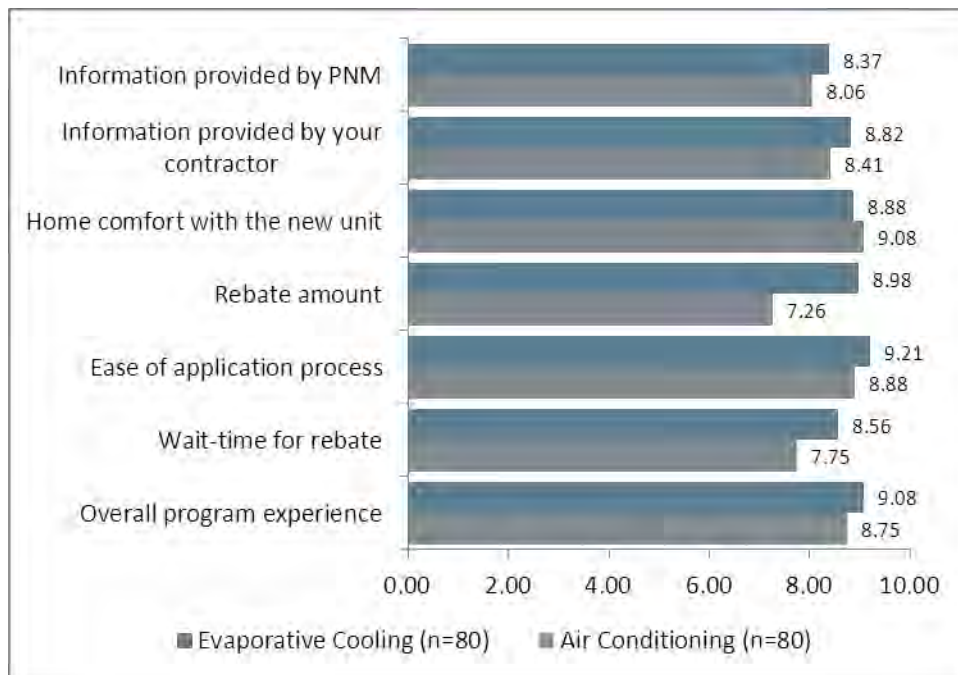 Information provided by PNM
8.37
8.06
Information provided by your
contractor
8.82
8.41
Home comfort with the new unit
8.88
9.08
Rebate amount
8.98
7.26
Ease of application process
9.21
8.88
Wait-time for rebate
8.56
7.75
Overall program experience
9.08
8.75
0.00 2.00 4.00 6.00 8.00 10.00
Evaporative Cooling (n=80) Air Conditioning (n=80)